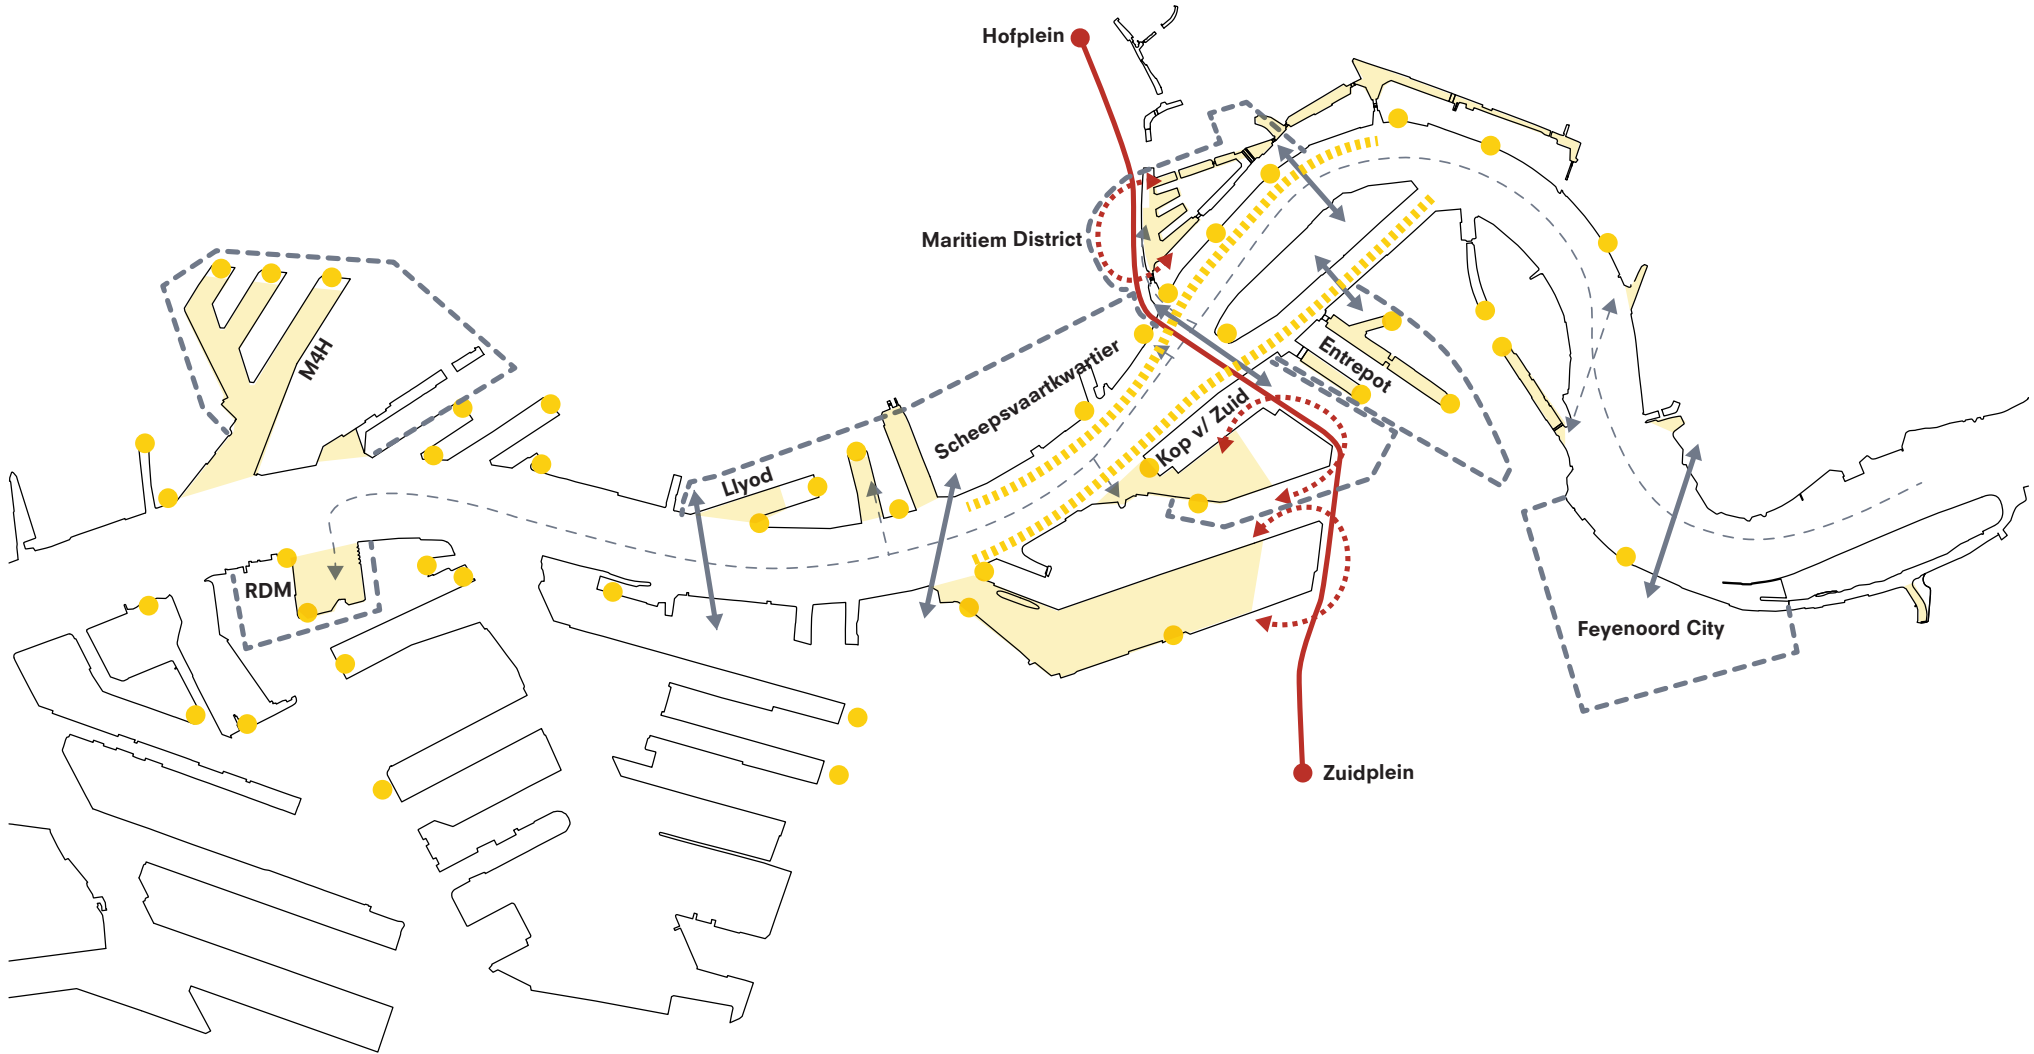 Hofplein
Maritiem District
M4H
Scheepsvaartkwartier
Entrepot
Kop v/ Zuid
Llyod
RDM
Feyenoord City
Zuidplein